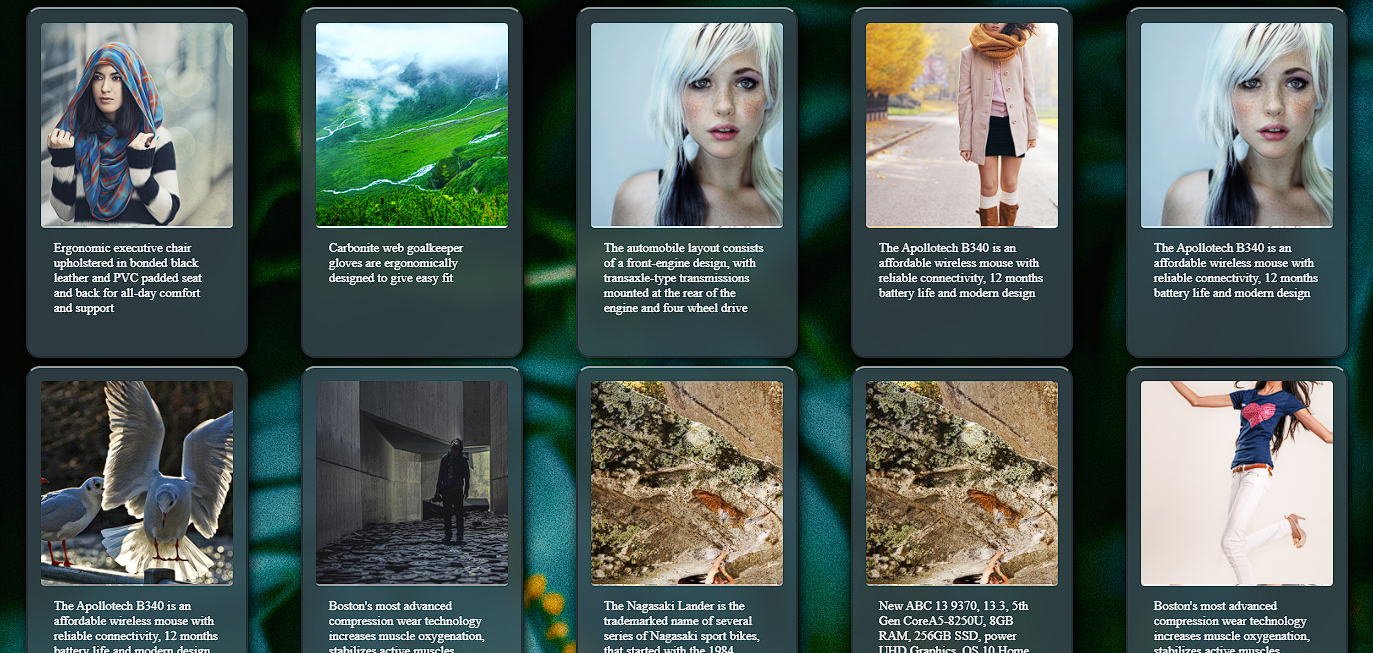 Ergonomic executive chair
upholstered in bonded black
leather and PVC padded seat
and back for all-day comfort
and support
Carbonite web goalkeeper
gloves are ergonomically
designed to give easy fit
The automobile layout consists
of a front-engine design, with
transaxle-type transmissions
mounted at the rear of the
engine and four wheel drive
The Apollotech B340 is an
affordable wireless mouse with
reliable connectivity, 12 months
battery life and modern design
The Apollotech B340 is an
affordable wireless mouse with
reliable connectivity, 12 months
battery life and modern design
The Apollotech B340 is an
affordable wireless mouse with
reliable connectivity, 12 months
battery life and modern design
Boston's most advanced
compression wear technology
increases muscle oxygenation,
stabilizes active muscles
The Nagasaki Lander is the
trademarked name of several
series of Nagasaki sport bikes,
that started with the 1984
New ABC 13 9370, 13.3, 5th
Gen CoreA5-8250U, 8GB
RAM, 256GB SSD, power
UHD Graphics, OS 10 Home
Boston's most advanced
compression wear technology
increases muscle oxygenation,
stabilizes active muscles